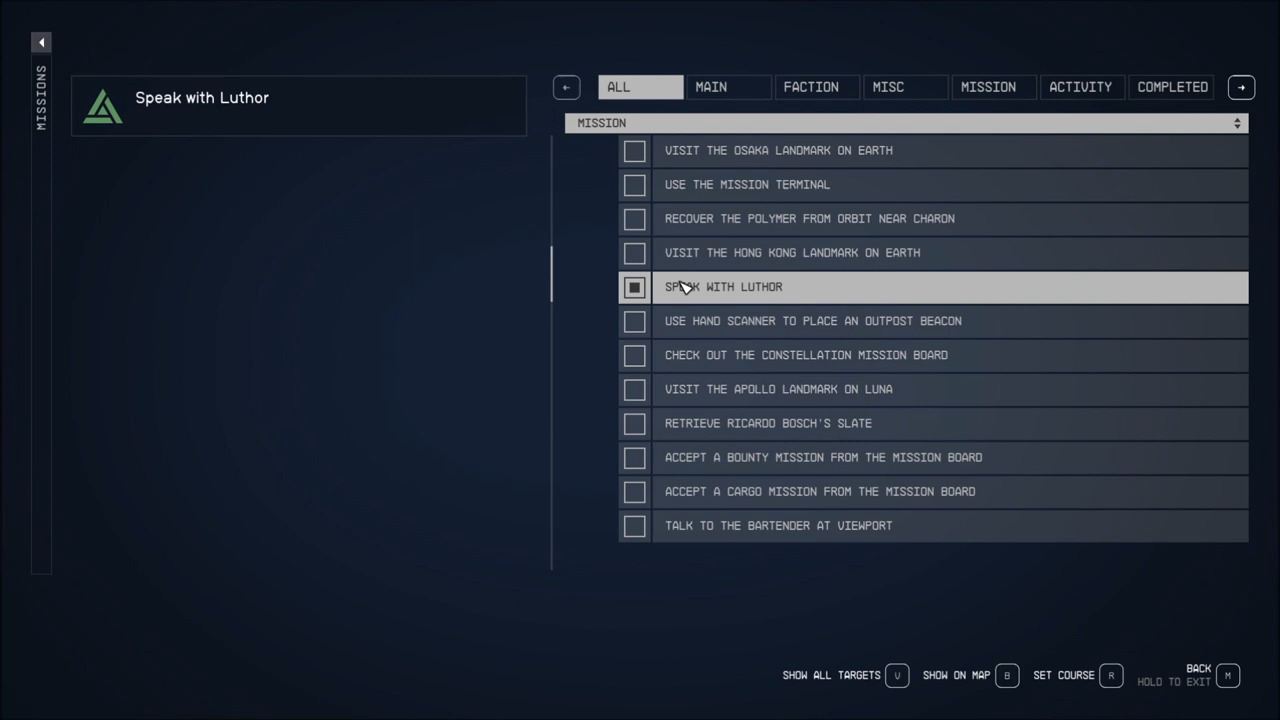 MISSIONS
Speak with Luthor
ALL
MAIN
FACTION
MISC
MISSION
ACTIVITY
COMPLETED
MISSION
VISIT THE OSAKA LANDMARK ON EARTH
USE THE MISSION TERMINAL
RECOVER THE POLYMER FROM ORBIT NEAR CHARON
VISIT THE HONG KONG LANDMARK ON EARTH
SPEAK WITH LUTHOR
USE HAND SCANNER TO PLACE AN OUTPOST BEACON
CHECK OUT THE CONSTELLATION MISSION BOARD
VISIT THE APOLLO LANDMARK ON LUNA
RETRIEVE RICARDO BOSCH'S SLATE
ACCEPT A BOUNTY MISSION FROM THE MISSION BOARD
ACCEPT A CARGO MISSION FROM THE MISSION BOARD
TALK TO THE BARTENDER AT VIEWPORT
SHOW ALL TARGETS V
SHOW ON MAP B
SET COURSE R
BACK
HOLD TO EXIT M